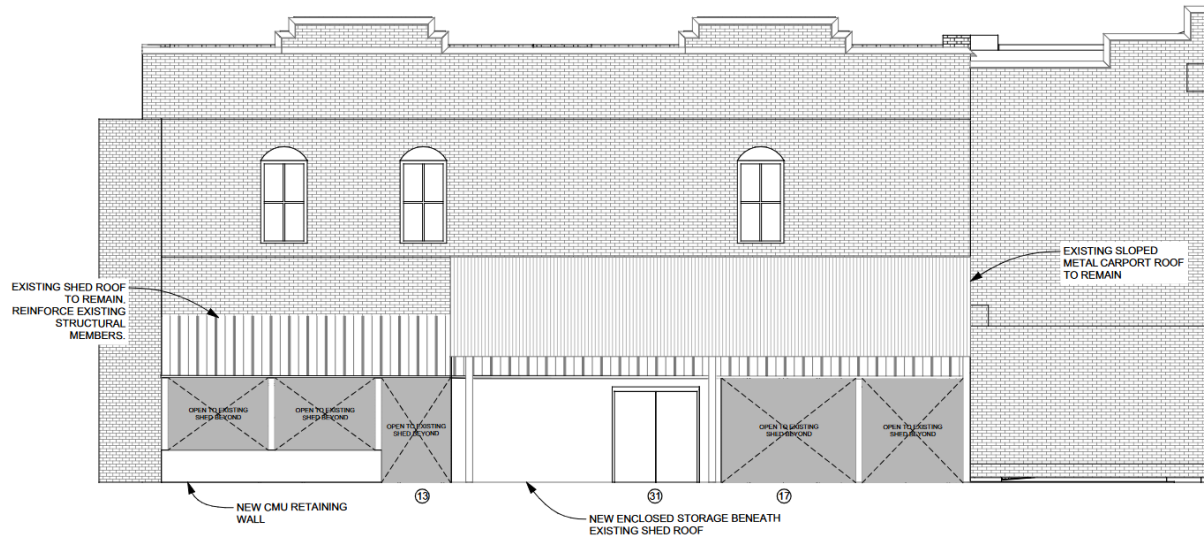 EXISTING SLOPED
METAL CARPORT ROOF
TO REMAIN
EXISTING SHED ROOF
TO REMAIN.
REINFORCE EXISTING
STRUCTURAL
MEMBERS.
OPEN TO EXISTING
SHED BEYOND
OPEN TO EXISTING
SHED BEYOND
OPEN TO EXISTING
SHED BEYOND
OPEN TO EXISTING
SHED BEYOND
OPEN TO EXISTING
SHED BEYOND
13
31
17
NEW CMU RETAINING
WALL
NEW ENCLOSED STORAGE BENEATH
EXISTING SHED ROOF